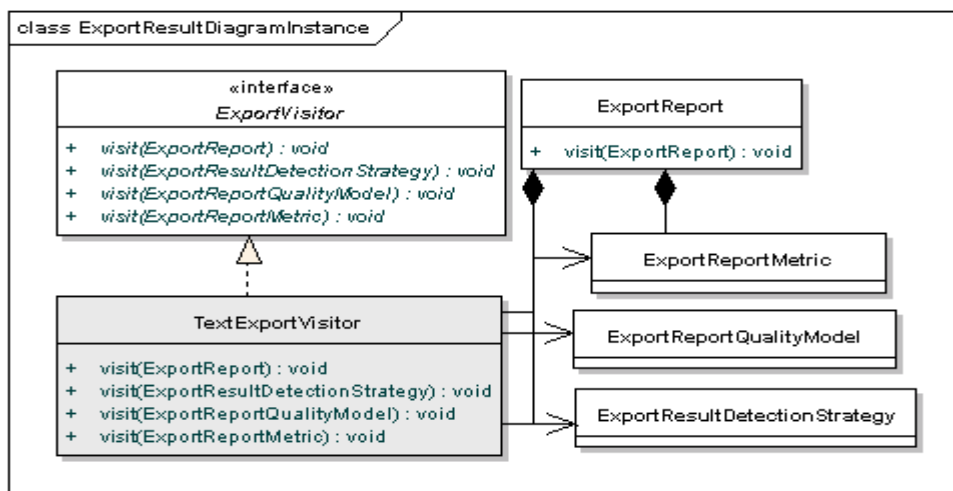 class ExportResultDiagramInstance
«interface»
ExportVisitor
+ visit(ExportReport) : void
+ visit(ExportResultDetectionStrategy) : void
+ visit(ExportReportQualityModel) : void
+ visit(ExportReportMetric) : void
ExportReport
+ visit(ExportReport) : void
ExportReportMetric
TextExportVisitor
+ visit(ExportReport) : void
+ visit(ExportResultDetectionStrategy) : void
+ visit(ExportReportQualityModel) : void
+ visit(ExportReportMetric) : void
ExportReportQualityModel
ExportResultDetectionStrategy